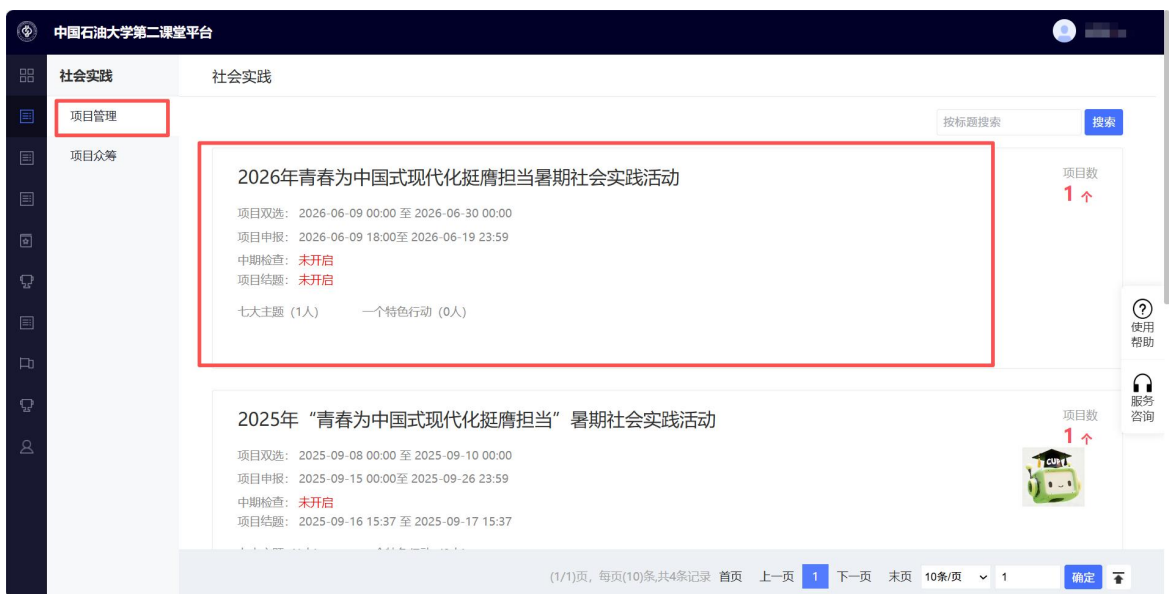 中国石油大学第二课堂平台
社会实践
项目管理
项目众筹
社会实践
按标题搜索
搜索
2026年青春为中国式现代化挺膺担当暑期社会实践活动
项目双选： 2026-06-09 00:00 至 2026-06-30 00:00
项目申报： 2026-06-09 18:00至 2026-06-19 23:59
中期检查： 未开启
项目结题： 未开启
七大主题 (1人) 一个特色行动 (0人)
项目数
1 个
使用
帮助
服务
咨询
2025年“青春为中国式现代化挺膺担当”暑期社会实践活动
项目双选： 2025-09-08 00:00 至 2025-09-10 00:00
项目申报： 2025-09-15 00:00至 2025-09-26 23:59
中期检查： 未开启
项目结题： 2025-09-16 15:37 至 2025-09-17 15:37
项目数
1 个
CUP
(1/1)页，每页(10)条,共4条记录 首页 上一页 1 下一页 末页 10条/页 1 确定